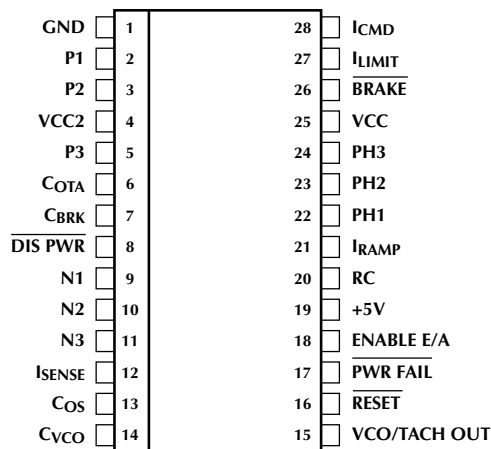 GND 1 28 ICMD
P1 2 27 ILIMIT
P2 3 26 BRAKE
VCC2 4 25 VCC
P3 5 24 PH3
COTA 6 23 PH2
CBRK 7 22 PH1
DIS PWR 8 21 IRAMP
N1 9 20 RC
N2 10 19 +5V
N3 11 18 ENABLE E/A
ISENSE 12 17 PWR FAIL
COS 13 16 RESET
CVCO 14 15 VCO/TACH OUT